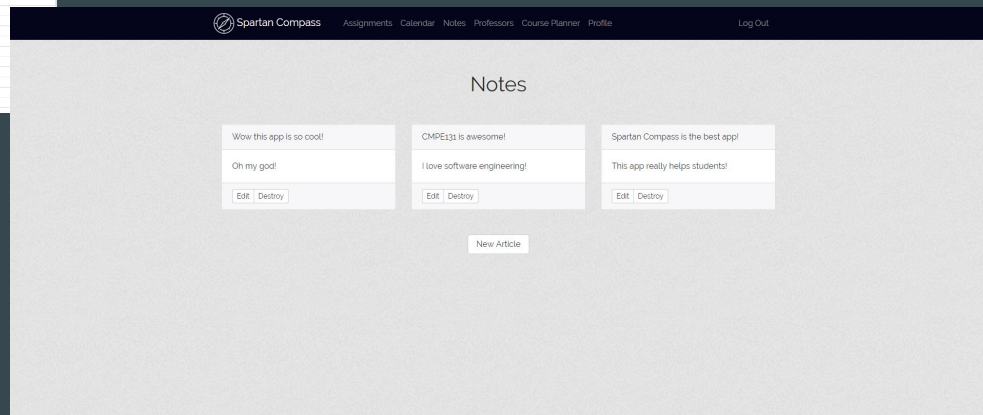 Spartan Compass Assignments Calendar Notes Professors Course Planner Profile Log Out
Notes
Wow this app is so cool!
Oh my god!
Edit Destroy
CMPE131 is awesome!
I love software engineering!
Edit Destroy
Spartan Compass is the best app!
This app really helps students!
Edit Destroy
New Article